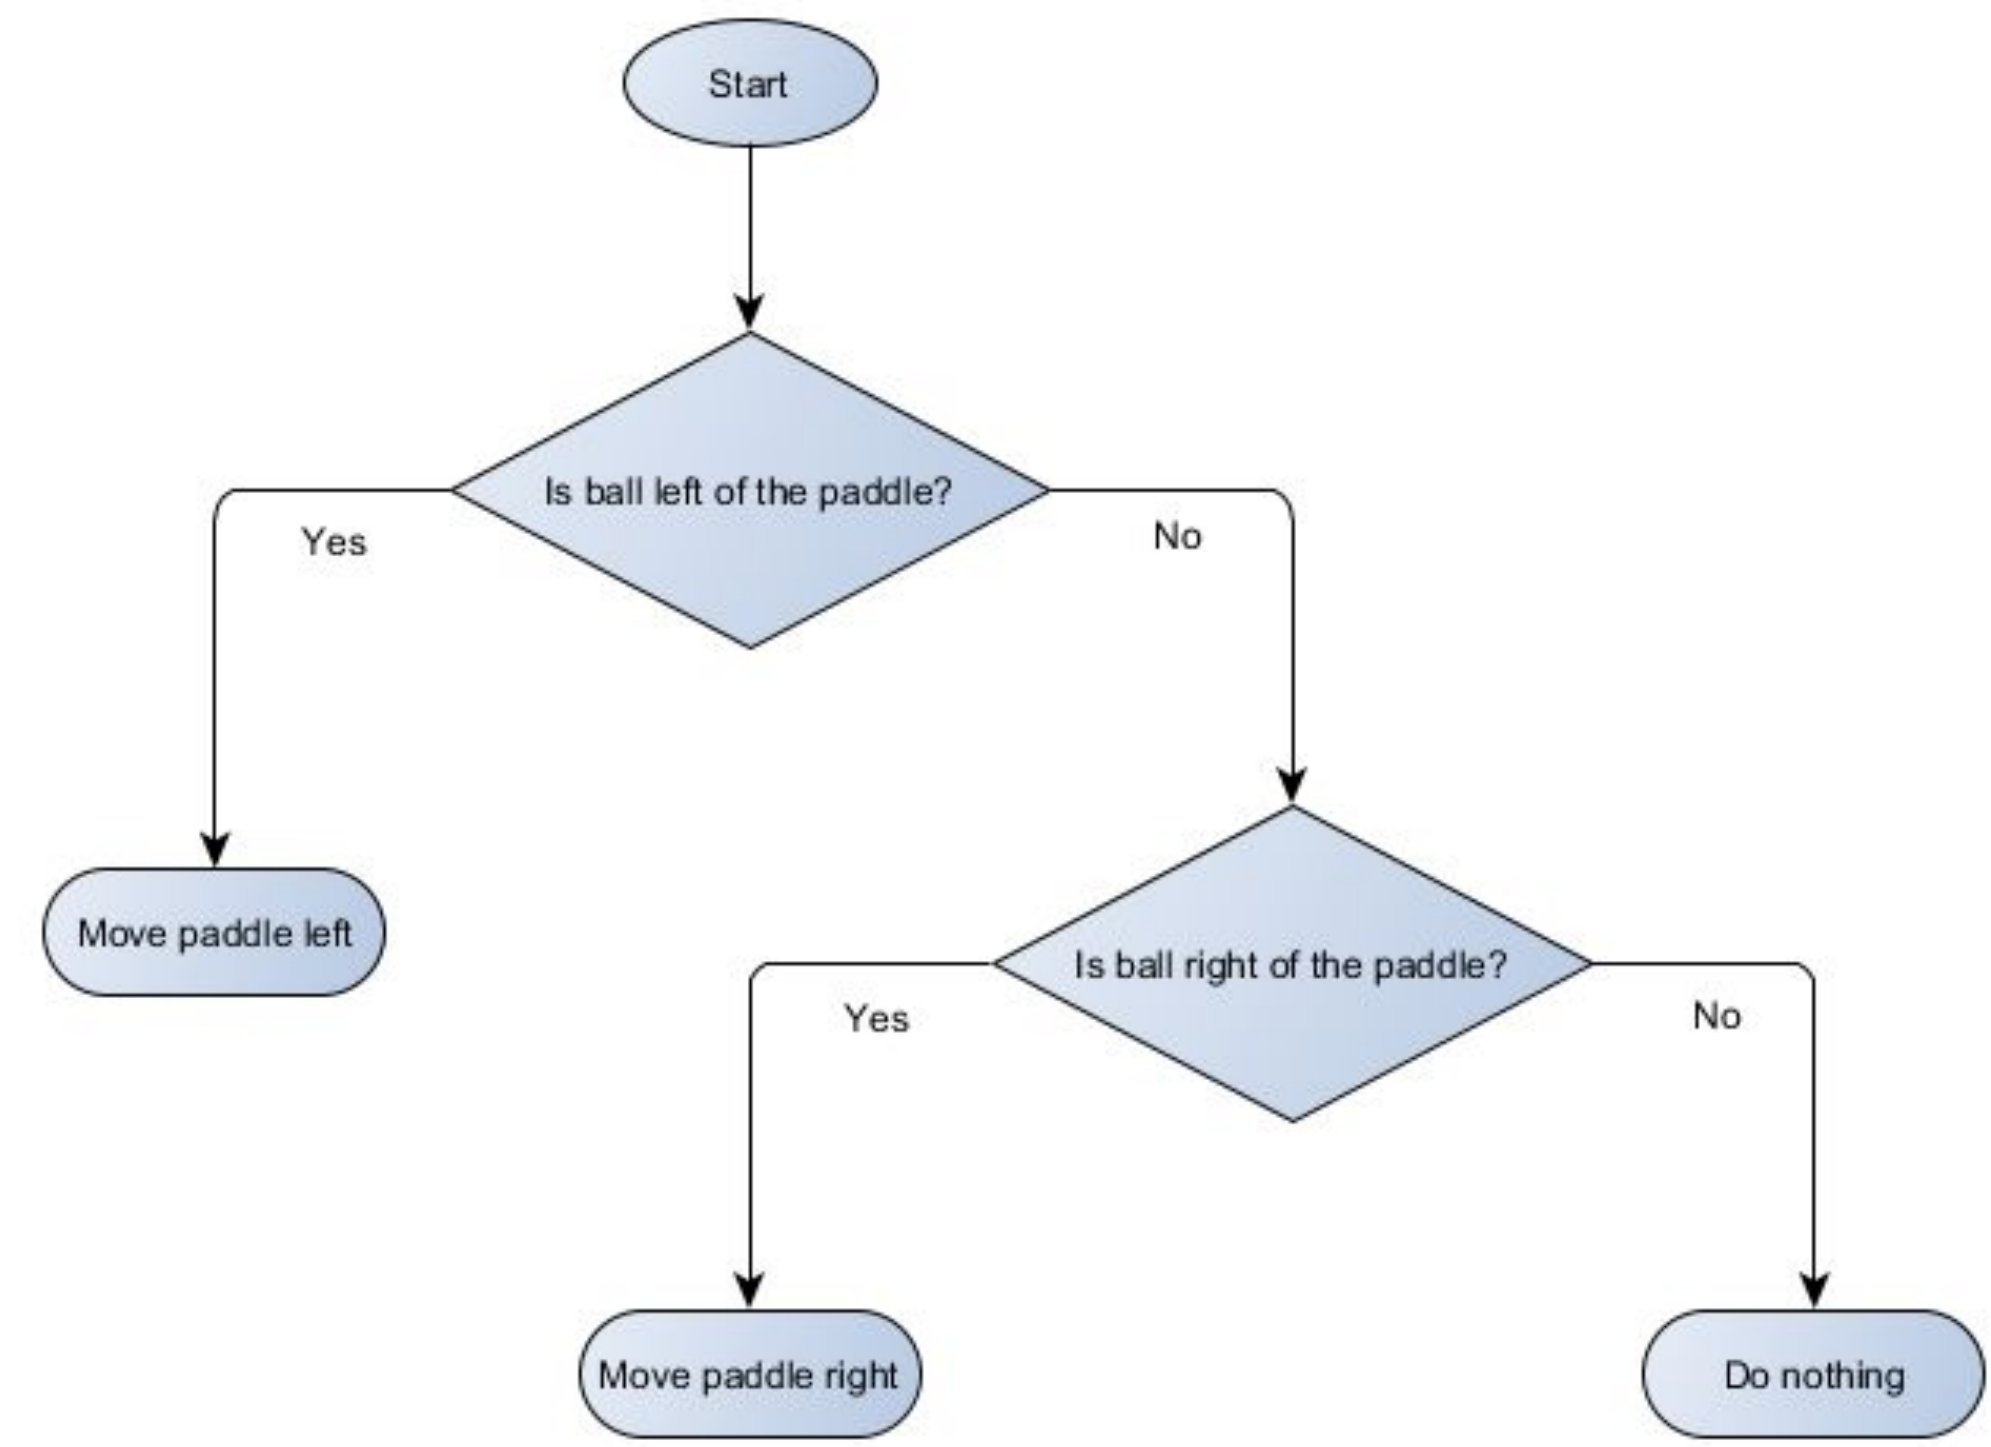 Start
Is ball left of the paddle?
Yes
No
Move paddle left
Is ball right of the paddle?
Yes
No
Move paddle right
Do nothing